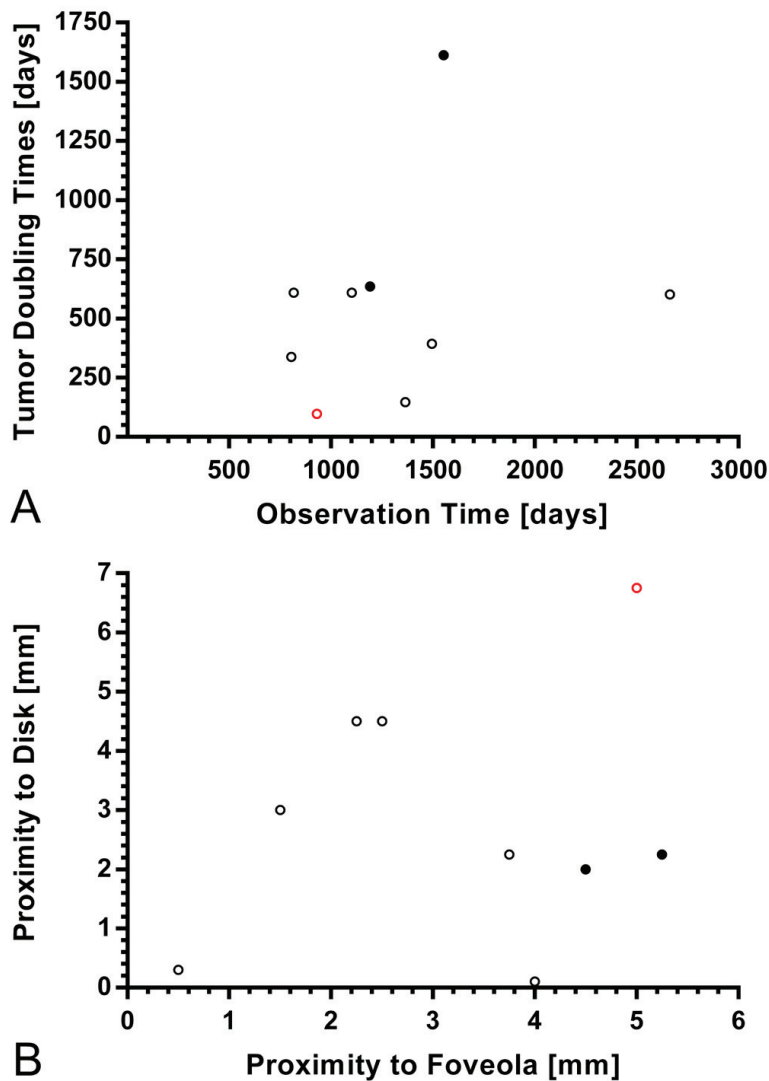 1750
1500
1250
1000
750
500
250
0
Tumor Doubling Times [days]
500 1000 1500 2000 2500 3000
Observation Time [days]
A
7
6
5
4
3
2
1
0
Proximity to Disk [mm]
0 1 2 3 4 5 6
Proximity to Foveola [mm]
B